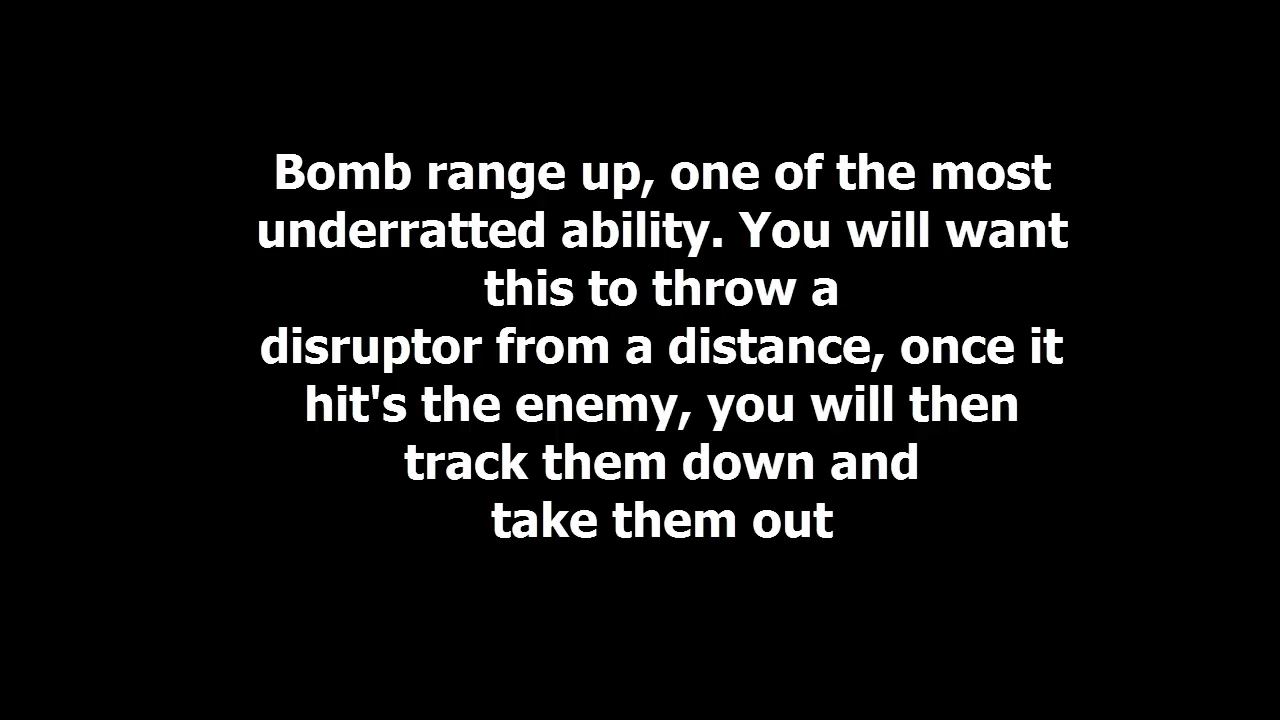 Bomb range up, one of the most
underratted ability. You will want
this to throw a
disruptor from a distance, once it
hit's the enemy, you will then
track them down and
take them out